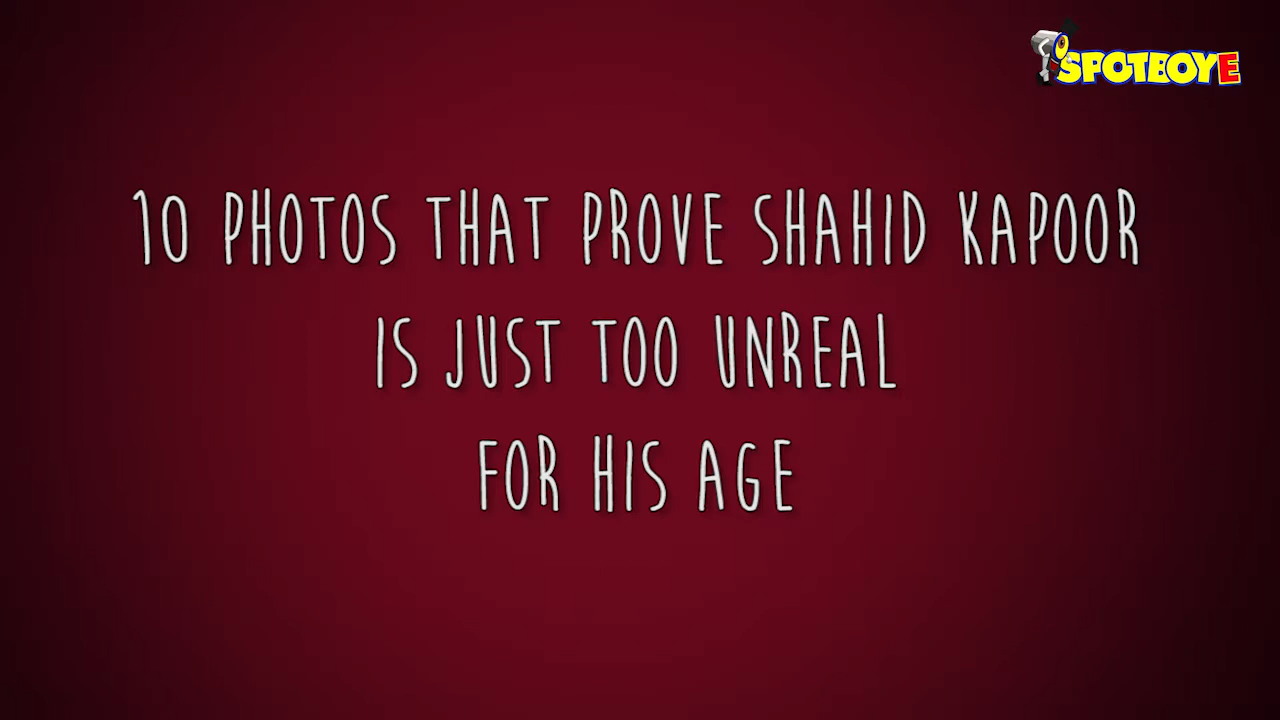 SPOTBOYE
10 PHOTOS THAT PROVE SHAHID KAPOOR
IS JUST TOO UNREAL
FOR HIS AGE